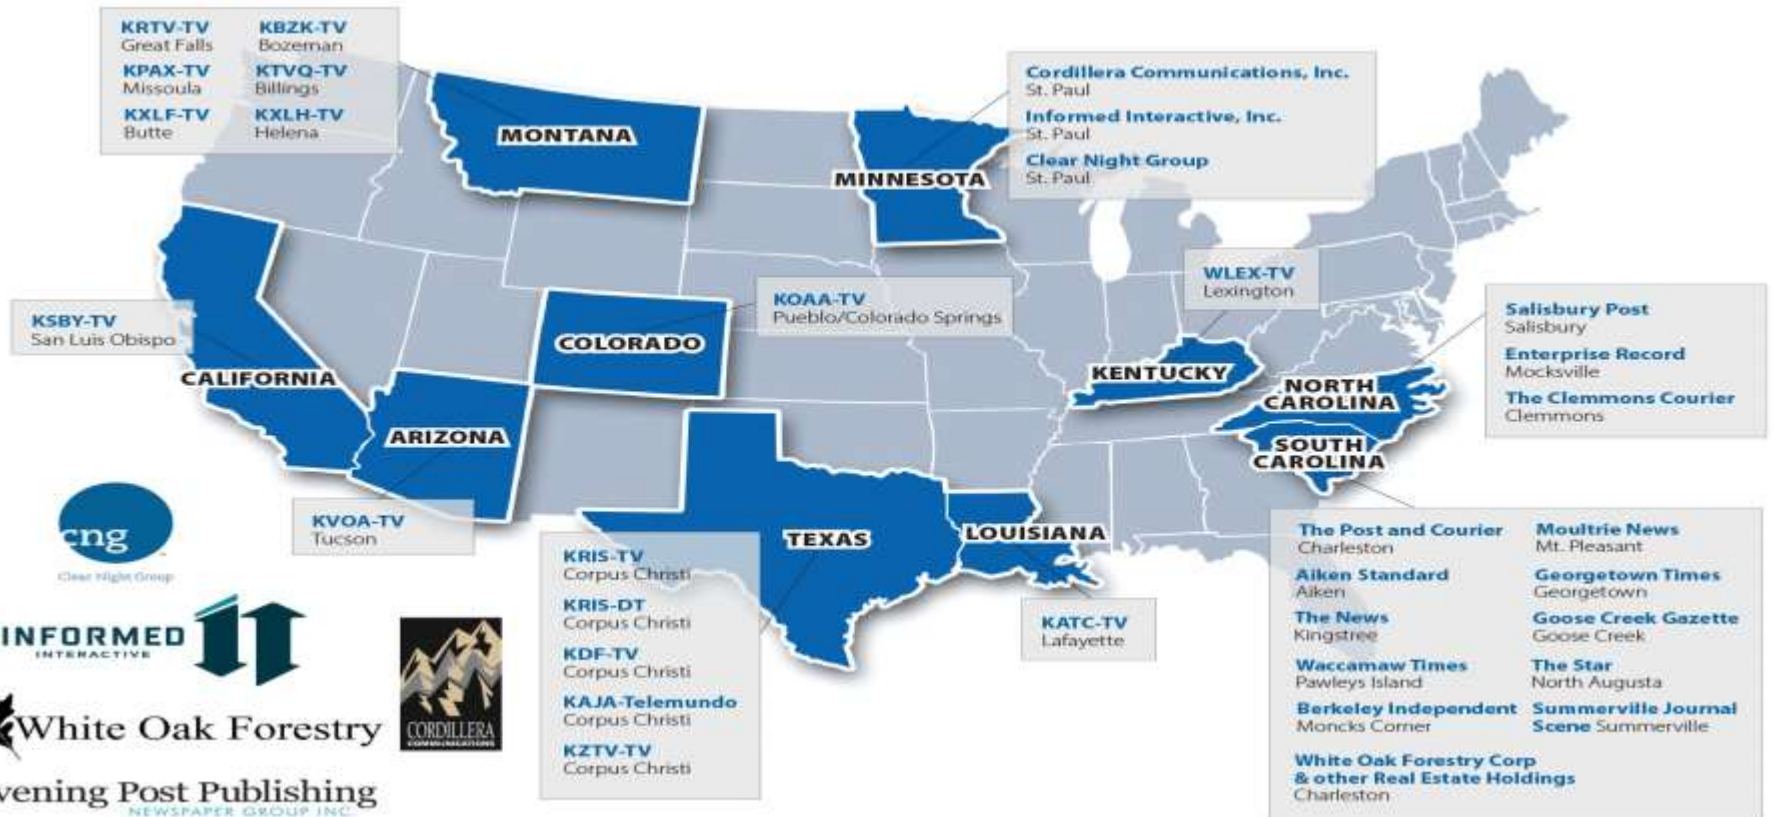 KRTV-TV
Great Falls
KPAX-TV
Missoula
KXLF-TV
Butte
KBZK-TV
Bozeman
KTVQ-TV
Billings
KXLH-TV
Helena
MONTANA
Cordillera Communications, Inc.
St. Paul
Informed Interactive, Inc.
St. Paul
Clear Night Group
St. Paul
MINNESOTA
KSBY-TV
San Luis Obispo
CALIFORNIA
KOAA-TV
Pueblo/Colorado Springs
COLORADO
WLEX-TV
Lexington
KENTUCKY
Salisbury Post
Salisbury
Enterprise Record
Mocksville
The Clemmons Courier
Clemmons
NORTH
CAROLINA
SOUTH
CAROLINA
ARIZONA
KVOA-TV
Tucson
TEXAS
KRIS-TV
Corpus Christi
KRIS-DT
Corpus Christi
KDF-TV
Corpus Christi
KAJA-Telemundo
Corpus Christi
KZTV-TV
Corpus Christi
LOUISIANA
KATC-TV
Lafayette
The Post and Courier
Charleston
Aiken Standard
Aiken
The News
Kingstree
Waccamaw Times
Pawleys Island
Berkeley Independent
Moncks Corner
Moultrie News
Mt. Pleasant
Georgetown Times
Georgetown
Goose Creek Gazette
Goose Creek
The Star
North Augusta
Summerville Journal
Scene Summerville
White Oak Forestry Corp
& other Real Estate Holdings
Charleston
cng
Clear Night Group
INFORMED
INTERACTIVE
White Oak Forestry
CORDILLERA
COMMUNICATIONS
vening Post Publishing
NEWSPAPER GROUP INC.